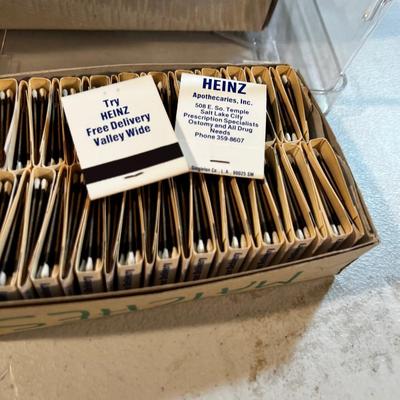 Try
HEINZ
Free Delivery
Valley Wide
HEINZ
Apothecaries, Inc.
508 E. So. Temple
Salt Lake City
Prescription Specialists
Ostomy and All Drug
Needs
Phone 359-8607
MATCHES